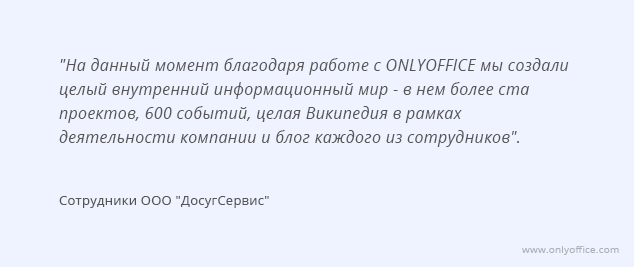 "На данный момент благодаря работе с ONLYOFFICE мы создали
целый внутренний информационный мир - в нем более ста
проектов, 600 событий, целая Википедия в рамках
деятельности компании и блог каждого из сотрудников".
Сотрудники ООО "ДосугСервис"
www.onlyoffice.com